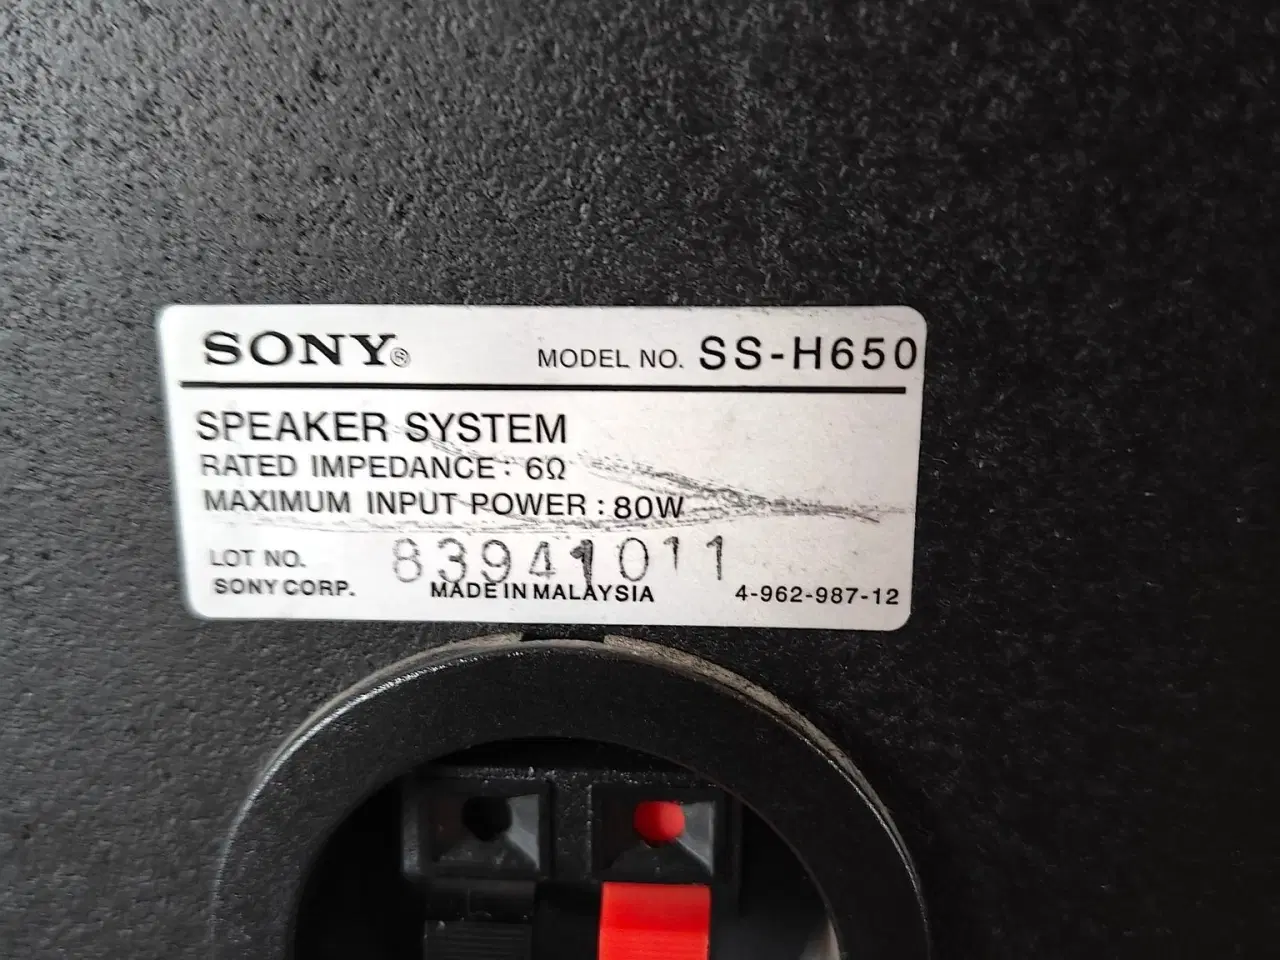 SONY® MODEL NO. SS-H650
SPEAKER SYSTEM
RATED IMPEDANCE : 6Ω
MAXIMUM INPUT POWER : 80W
LOT NO. 83941011
SONY CORP. MADE IN MALAYSIA 4-962-987-12